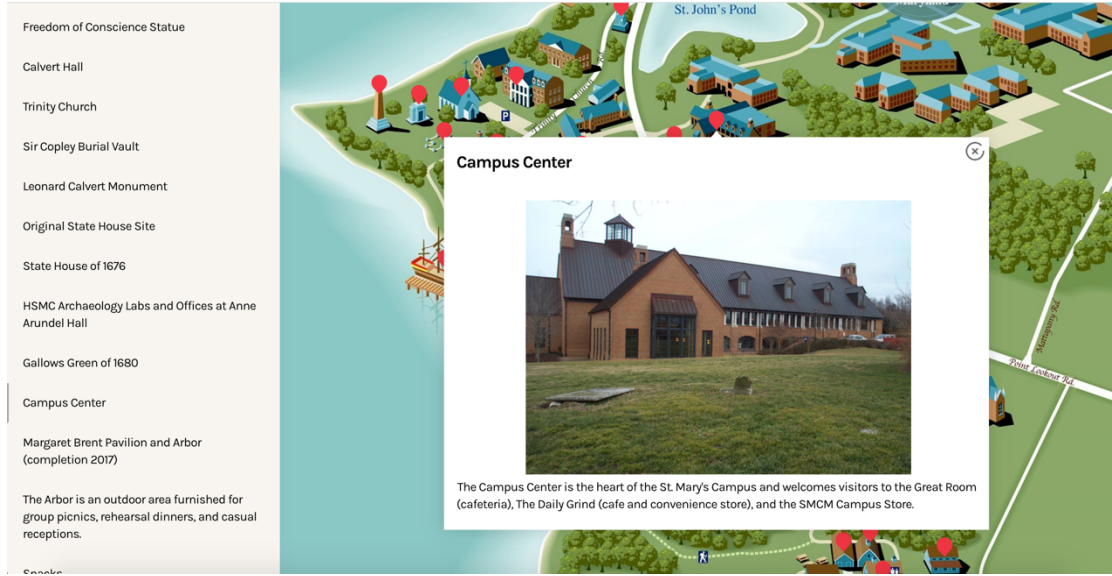 Freedom of Conscience Statue
Calvert Hall
Trinity Church
Sir Copley Burial Vault
Leonard Calvert Monument
Original State House Site
State House of 1676
HSMC Archaeology Labs and Offices at Anne
Arundel Hall
Gallows Green of 1680
Campus Center
Margaret Brent Pavilion and Arbor
(completion 2017)
The Arbor is an outdoor area furnished for
group picnics, rehearsal dinners, and casual
receptions.
Snacks
St. John's Pond
Maryland
P
Trinity Church Rd.
Campus Center
The Campus Center is the heart of the St. Mary's Campus and welcomes visitors to the Great Room
(cafeteria), The Daily Grind (cafe and convenience store), and the SMCM Campus Store.
Mattapany Rd.
Point Lookout Rd.